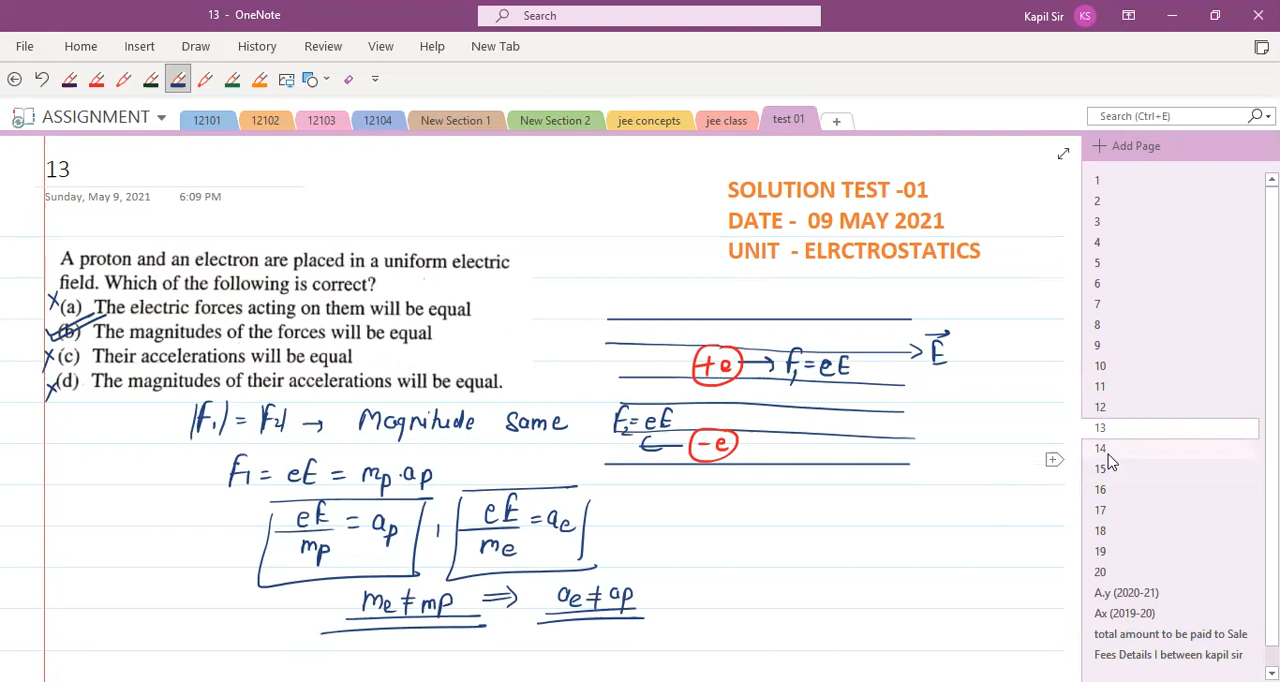 13 - OneNote
Search
Kapil Sir
KS
File Home Insert Draw History Review View Help New Tab
ASSIGNMENT
12101 12102 12103 12104 New Section 1 New Section 2 jee concepts jee class test 01
Search (Ctrl+E)
Add Page
13
Sunday, May 9, 2021 6:09 PM
SOLUTION TEST -01
DATE - 09 MAY 2021
UNIT - ELRCTROSTATICS
A proton and an electron are placed in a uniform electric
field. Which of the following is correct?
(a) The electric forces acting on them will be equal
(b) The magnitudes of the forces will be equal
(c) Their accelerations will be equal
(d) The magnitudes of their accelerations will be equal.
+e → F₁ = eE
E⃗
F₂ = eE
-e
|F₁| = |F₂| → Magnitude same
F₁ = eE = mp·ap
eE/mp = ap , eE/me = ae
me ≠ mp ⇒ ae ≠ ap
1
2
3
4
5
6
7
8
9
10
11
12
13
14
15
16
17
18
19
20
A.y (2020-21)
Ax (2019-20)
total amount to be paid to Sale
Fees Details I between kapil sir